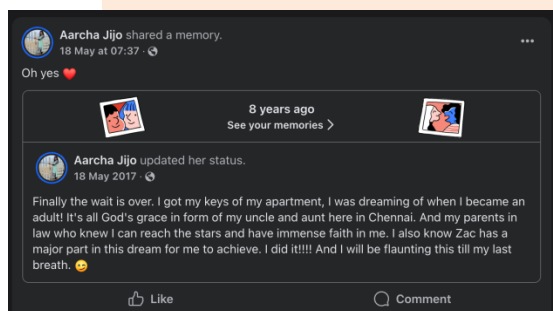 Aarcha Jijo shared a memory.
18 May at 07:37 ·
Oh yes ❤️
8 years ago
See your memories >
Aarcha Jijo updated her status.
18 May 2017 ·
Finally the wait is over. I got my keys of my apartment, I was dreaming of when I became an
adult! It's all God's grace in form of my uncle and aunt here in Chennai. And my parents in
law who knew I can reach the stars and have immense faith in me. I also know Zac has a
major part in this dream for me to achieve. I did it!!!! And I will be flaunting this till my last
breath. 😉
Like
Comment